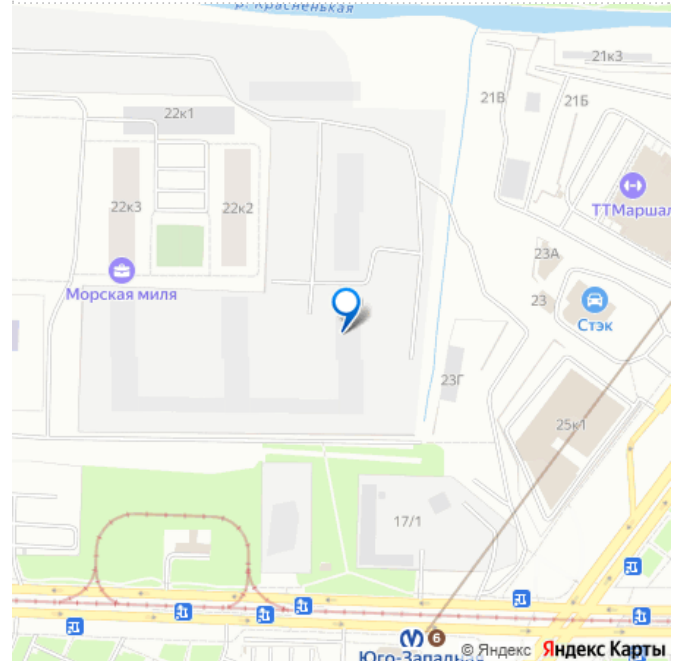 р. Красненькая
21к3
21В
21Б
22к1
ТТМаршал
22к3
22к2
23А
Морская миля
23
Стэк
23Г
25к1
17/1
6
Юго-Западная
© Яндекс Яндекс Карты